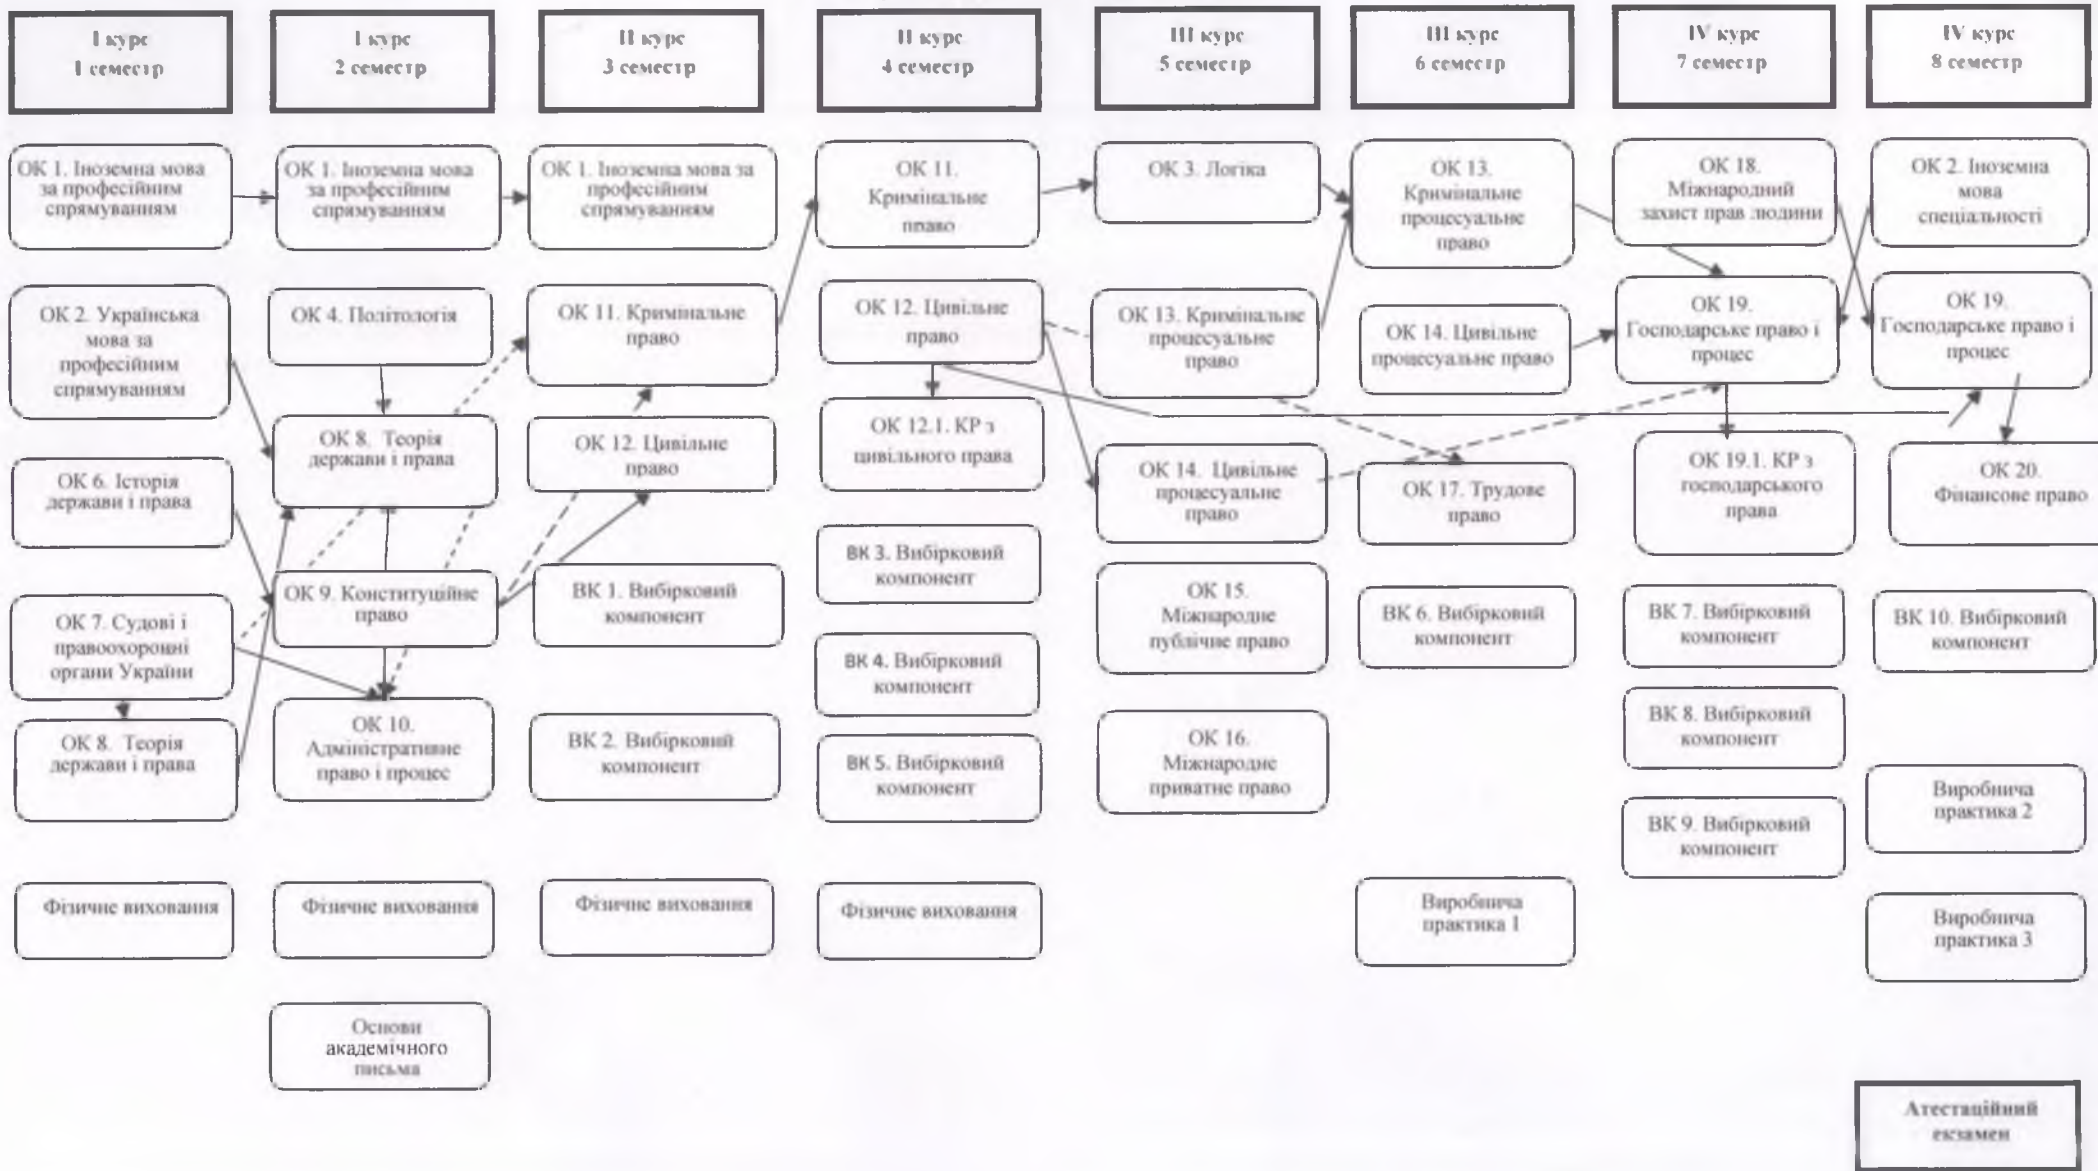 І курс
1 семестр
І курс
2 семестр
ІІ курс
3 семестр
ІІ курс
4 семестр
ІІІ курс
5 семестр
ІІІ курс
6 семестр
ІV курс
7 семестр
ІV курс
8 семестр
ОК 1. Іноземна мова
за професійним
спрямуванням
ОК 2. Українська
мова за
професійним
спрямуванням
ОК 6. Історія
держави і права
ОК 7. Судові і
правоохоронні
органи України
ОК 8. Теорія
держави і права
Фізичне виховання
ОК 1. Іноземна мова
за професійним
спрямуванням
ОК 4. Політологія
ОК 8. Теорія
держави і права
ОК 9. Конституційне
право
ОК 10.
Адміністративне
право і процес
Фізичне виховання
Основи
академічного
письма
ОК 1. Іноземна мова за
професійним
спрямуванням
ОК 11. Кримінальне
право
ОК 12. Цивільне
право
ВК 1. Вибірковий
компонент
ВК 2. Вибірковий
компонент
Фізичне виховання
ОК 11.
Кримінальне
право
ОК 12. Цивільне
право
ОК 12.1. КР з
цивільного права
ВК 3. Вибірковий
компонент
ВК 4. Вибірковий
компонент
ВК 5. Вибірковий
компонент
Фізичне виховання
ОК 3. Логіка
ОК 13. Кримінальне
процесуальне
право
ОК 14. Цивільне
процесуальне
право
ОК 15.
Міжнародне
публічне право
ОК 16.
Міжнародне
приватне право
ОК 13.
Кримінальне
процесуальне
право
ОК 14. Цивільне
процесуальне право
ОК 17. Трудове
право
ВК 6. Вибірковий
компонент
Виробнича
практика 1
ОК 18.
Міжнародний
захист прав людини
ОК 19.
Господарське право і
процес
ОК 19.1. КР з
господарського
права
ВК 7. Вибірковий
компонент
ВК 8. Вибірковий
компонент
ВК 9. Вибірковий
компонент
ОК 2. Іноземна
мова
спеціальності
ОК 19.
Господарське право і
процес
ОК 20.
Фінансове право
ВК 10. Вибірковий
компонент
Виробнича
практика 2
Виробнича
практика 3
Атестаційний
екзамен